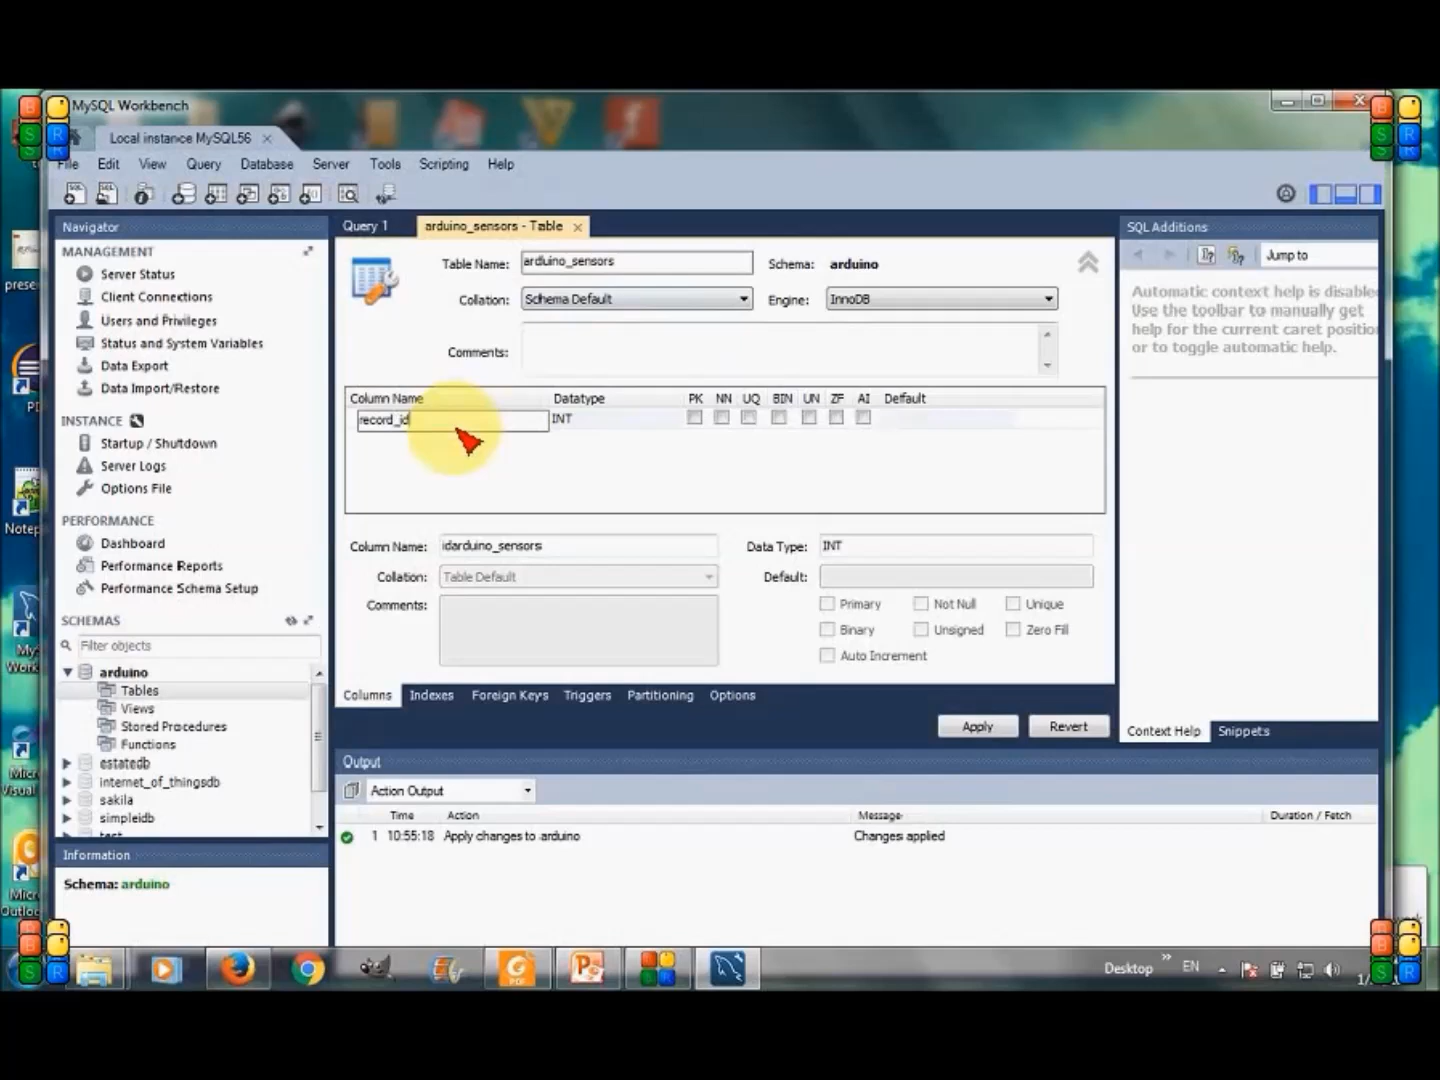 MySQL Workbench
Local instance MySQL56
File Edit View Query Database Server Tools Scripting Help
Navigator
MANAGEMENT
Server Status
Client Connections
Users and Privileges
Status and System Variables
Data Export
Data Import/Restore
INSTANCE
Startup / Shutdown
Server Logs
Options File
PERFORMANCE
Dashboard
Performance Reports
Performance Schema Setup
SCHEMAS
Filter objects
arduino
Tables
Views
Stored Procedures
Functions
estatedb
internet_of_thingsdb
sakila
simpleidb
test
Information
Schema: arduino
Query 1
arduino_sensors - Table
Table Name: arduino_sensors Schema: arduino
Collation: Schema Default Engine: InnoDB
Comments:
Column Name Datatype PK NN UQ BIN UN ZF AI Default
record_id INT
Column Name: idarduino_sensors Data Type: INT
Collation: Table Default Default:
Comments:
Primary Not Null Unique
Binary Unsigned Zero Fill
Auto Increment
Columns Indexes Foreign Keys Triggers Partitioning Options
Apply Revert
Output
Action Output
Time Action Message Duration / Fetch
1 10:55:18 Apply changes to arduino Changes applied
SQL Additions
Jump to
Automatic context help is disabled
Use the toolbar to manually get
help for the current caret position
or to toggle automatic help.
Context Help Snippets
Desktop EN